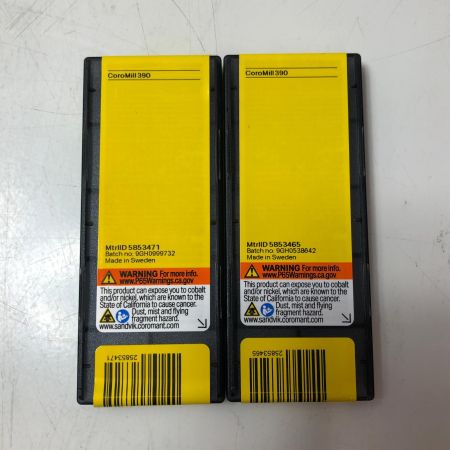 CoroMill 390
MtrlID 5853471
Batch no: 9GH0999732
Made in Sweden
WARNING For more info.
www.P65Warnings.ca.gov
This product can expose you to cobalt
and/or nickel, which are known to the
State of California to cause cancer.
Dust, mist and flying
fragment hazard.
www.sandvik.coromant.com
25853471
CoroMill 390
MtrlID 5853465
Batch no: 9GH0538642
Made in Sweden
WARNING For more info.
www.P65Warnings.ca.gov
This product can expose you to cobalt
and/or nickel, which are known to the
State of California to cause cancer.
Dust, mist and flying
fragment hazard.
www.sandvik.coromant.com
25853465